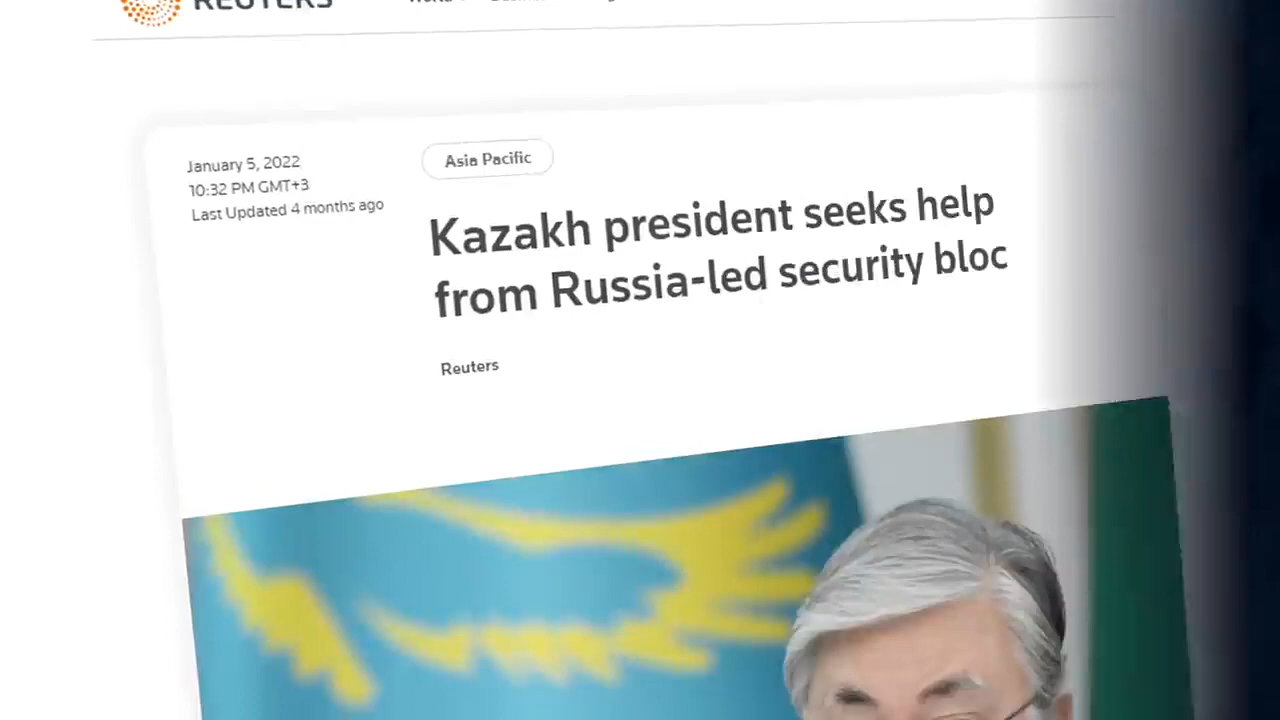 REUTERS
January 5, 2022
10:32 PM GMT+3
Last Updated 4 months ago
Asia Pacific
Kazakh president seeks help
from Russia-led security bloc
Reuters